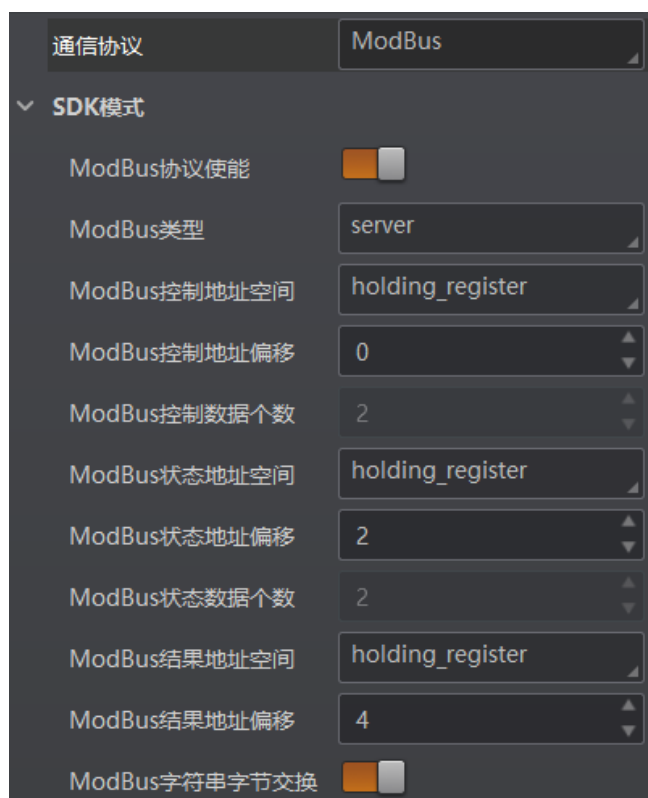 通信协议 ModBus
SDK模式
ModBus协议使能
ModBus类型 server
ModBus控制地址空间 holding_register
ModBus控制地址偏移 0
ModBus控制数据个数 2
ModBus状态地址空间 holding_register
ModBus状态地址偏移 2
ModBus状态数据个数 2
ModBus结果地址空间 holding_register
ModBus结果地址偏移 4
ModBus字符串字节交换